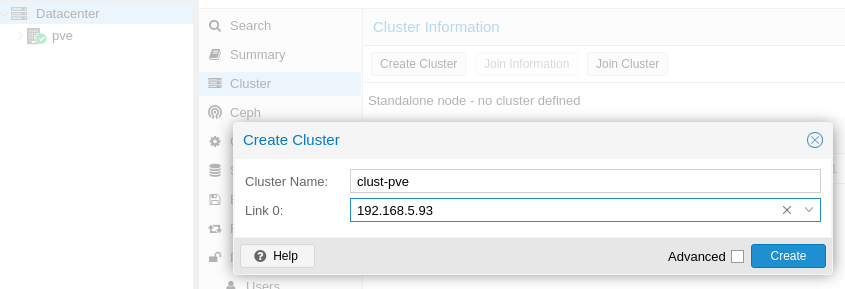 Datacenter
pve
Search
Summary
Cluster
Ceph
Users
Cluster Information
Create Cluster
Join Information
Join Cluster
Standalone node - no cluster defined
Create Cluster
Cluster Name:
clust-pve
Link 0:
192.168.5.93
Help
Advanced
Create